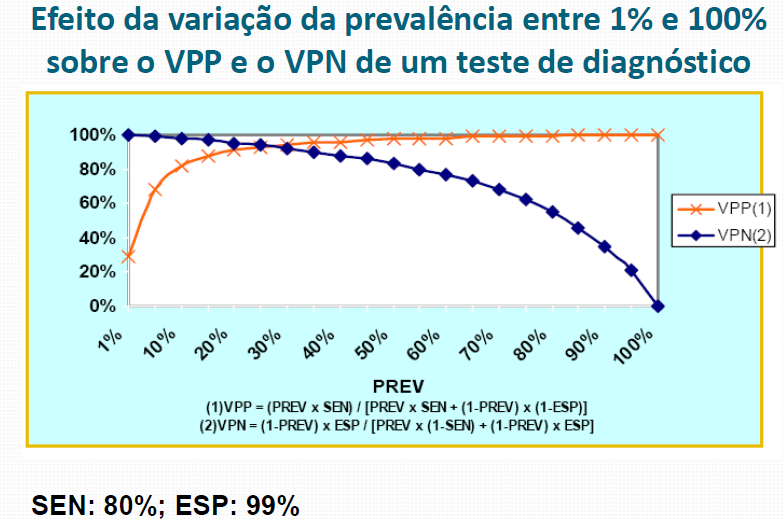 Efeito da variação da prevalência entre 1% e 100%
sobre o VPP e o VPN de um teste de diagnóstico
100%
80%
60%
40%
20%
0%
VPP(1)
VPN(2)
1%
10%
20%
30%
40%
50%
60%
70%
80%
90%
100%
PREV
(1)VPP = (PREV x SEN) / [PREV x SEN + (1-PREV) x (1-ESP)]
(2)VPN = (1-PREV) x ESP / [PREV x (1-SEN) + (1-PREV) x ESP]
SEN: 80%; ESP: 99%